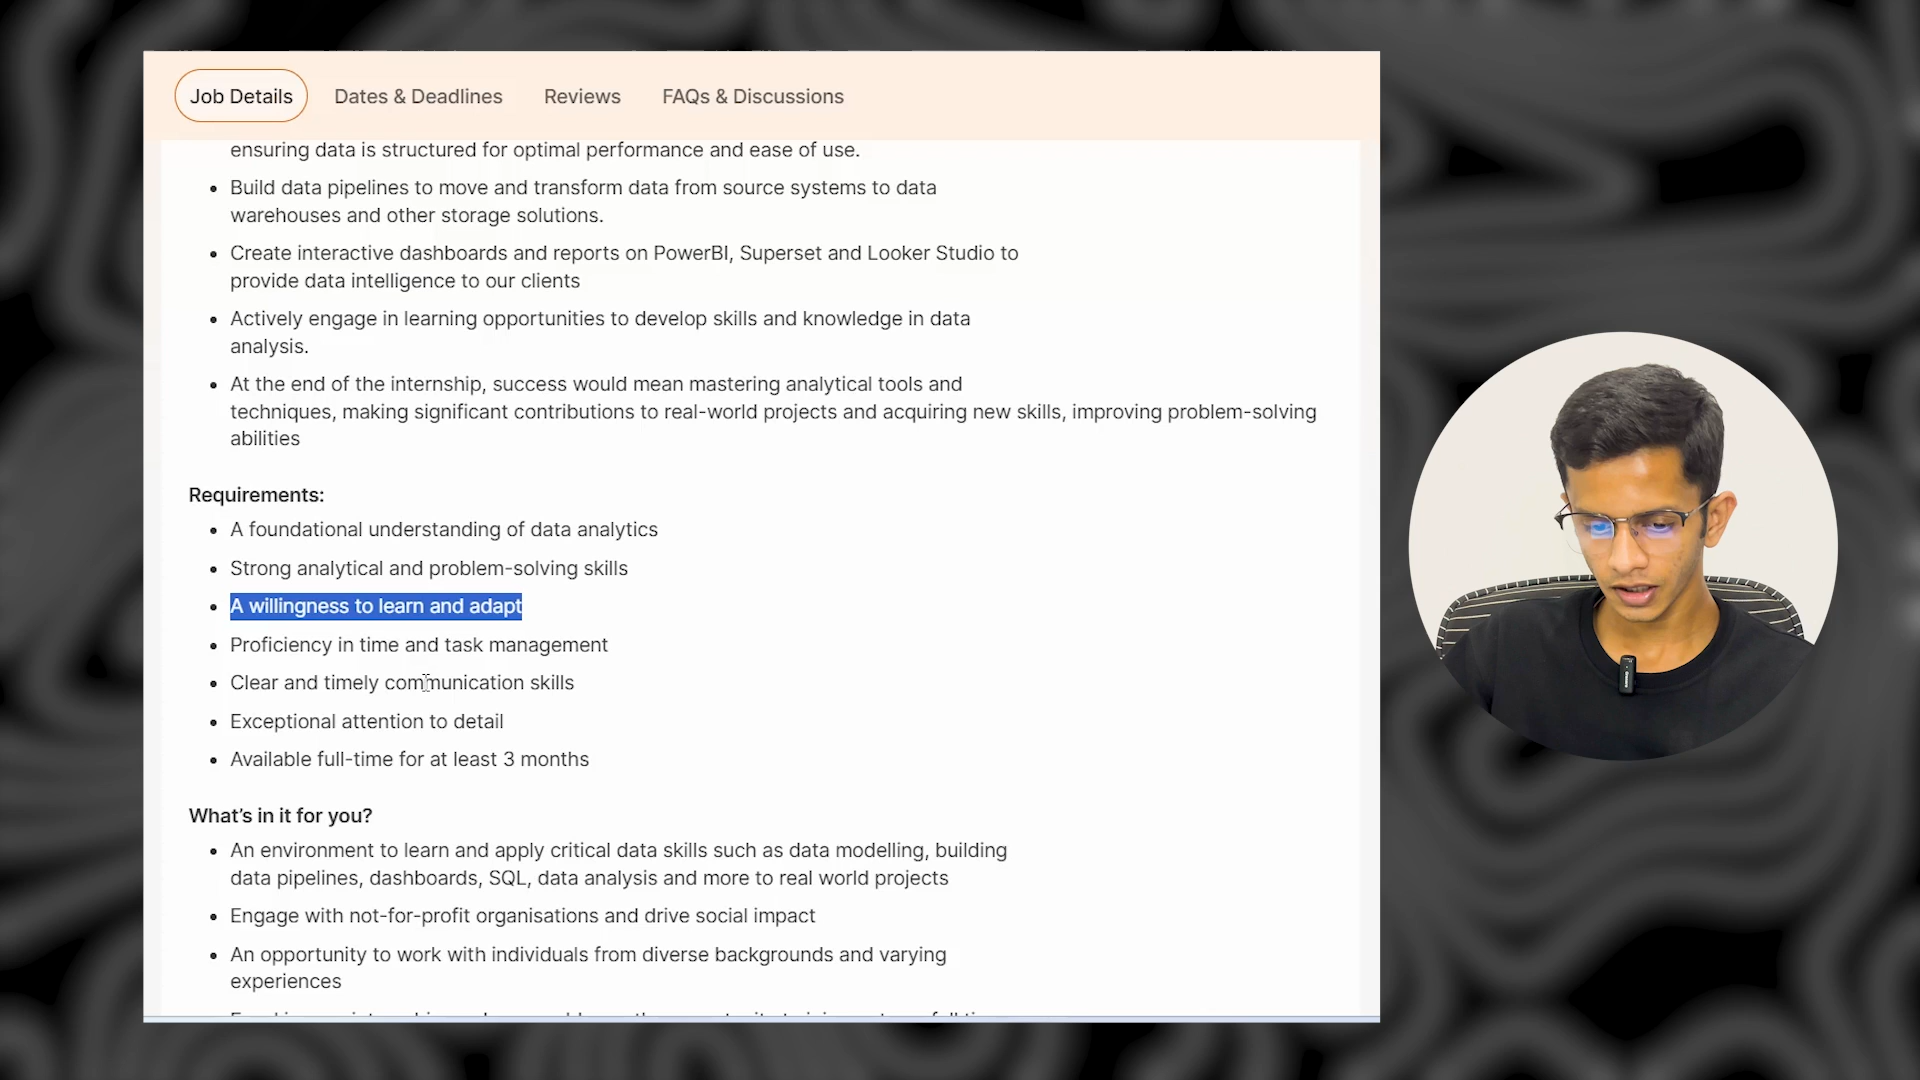 Job Details
Dates & Deadlines
Reviews
FAQs & Discussions
ensuring data is structured for optimal performance and ease of use.
Build data pipelines to move and transform data from source systems to data
warehouses and other storage solutions.
Create interactive dashboards and reports on PowerBI, Superset and Looker Studio to
provide data intelligence to our clients
Actively engage in learning opportunities to develop skills and knowledge in data
analysis.
At the end of the internship, success would mean mastering analytical tools and
techniques, making significant contributions to real-world projects and acquiring new skills, improving problem-solving
abilities
Requirements:
A foundational understanding of data analytics
Strong analytical and problem-solving skills
A willingness to learn and adapt
Proficiency in time and task management
Clear and timely communication skills
Exceptional attention to detail
Available full-time for at least 3 months
What's in it for you?
An environment to learn and apply critical data skills such as data modelling, building
data pipelines, dashboards, SQL, data analysis and more to real world projects
Engage with not-for-profit organisations and drive social impact
An opportunity to work with individuals from diverse backgrounds and varying
experiences